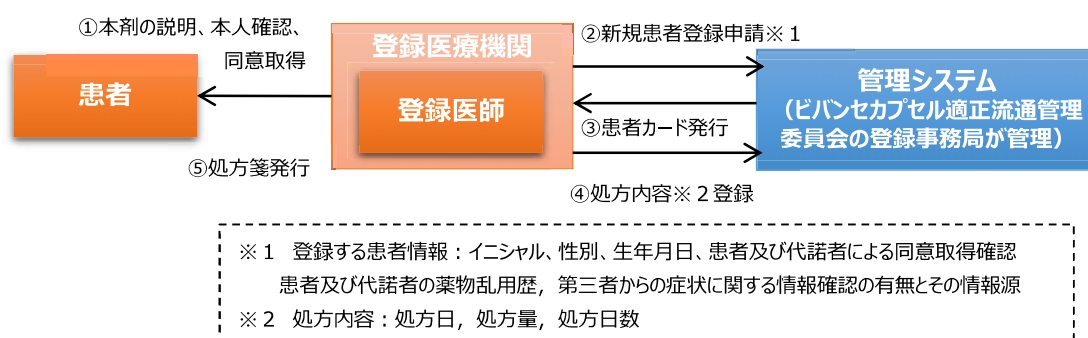 ①本剤の説明、本人確認、
同意取得
患者
登録医療機関
登録医師
②新規患者登録申請※１
管理システム
（ビバンセカプセル適正流通管理
委員会の登録事務局が管理）
③患者カード発行
⑤処方箋発行
④処方内容※２登録
※１ 登録する患者情報：イニシャル、性別、生年月日、患者及び代諾者による同意取得確認
患者及び代諾者の薬物乱用歴，第三者からの症状に関する情報確認の有無とその情報源
※２ 処方内容：処方日，処方量，処方日数